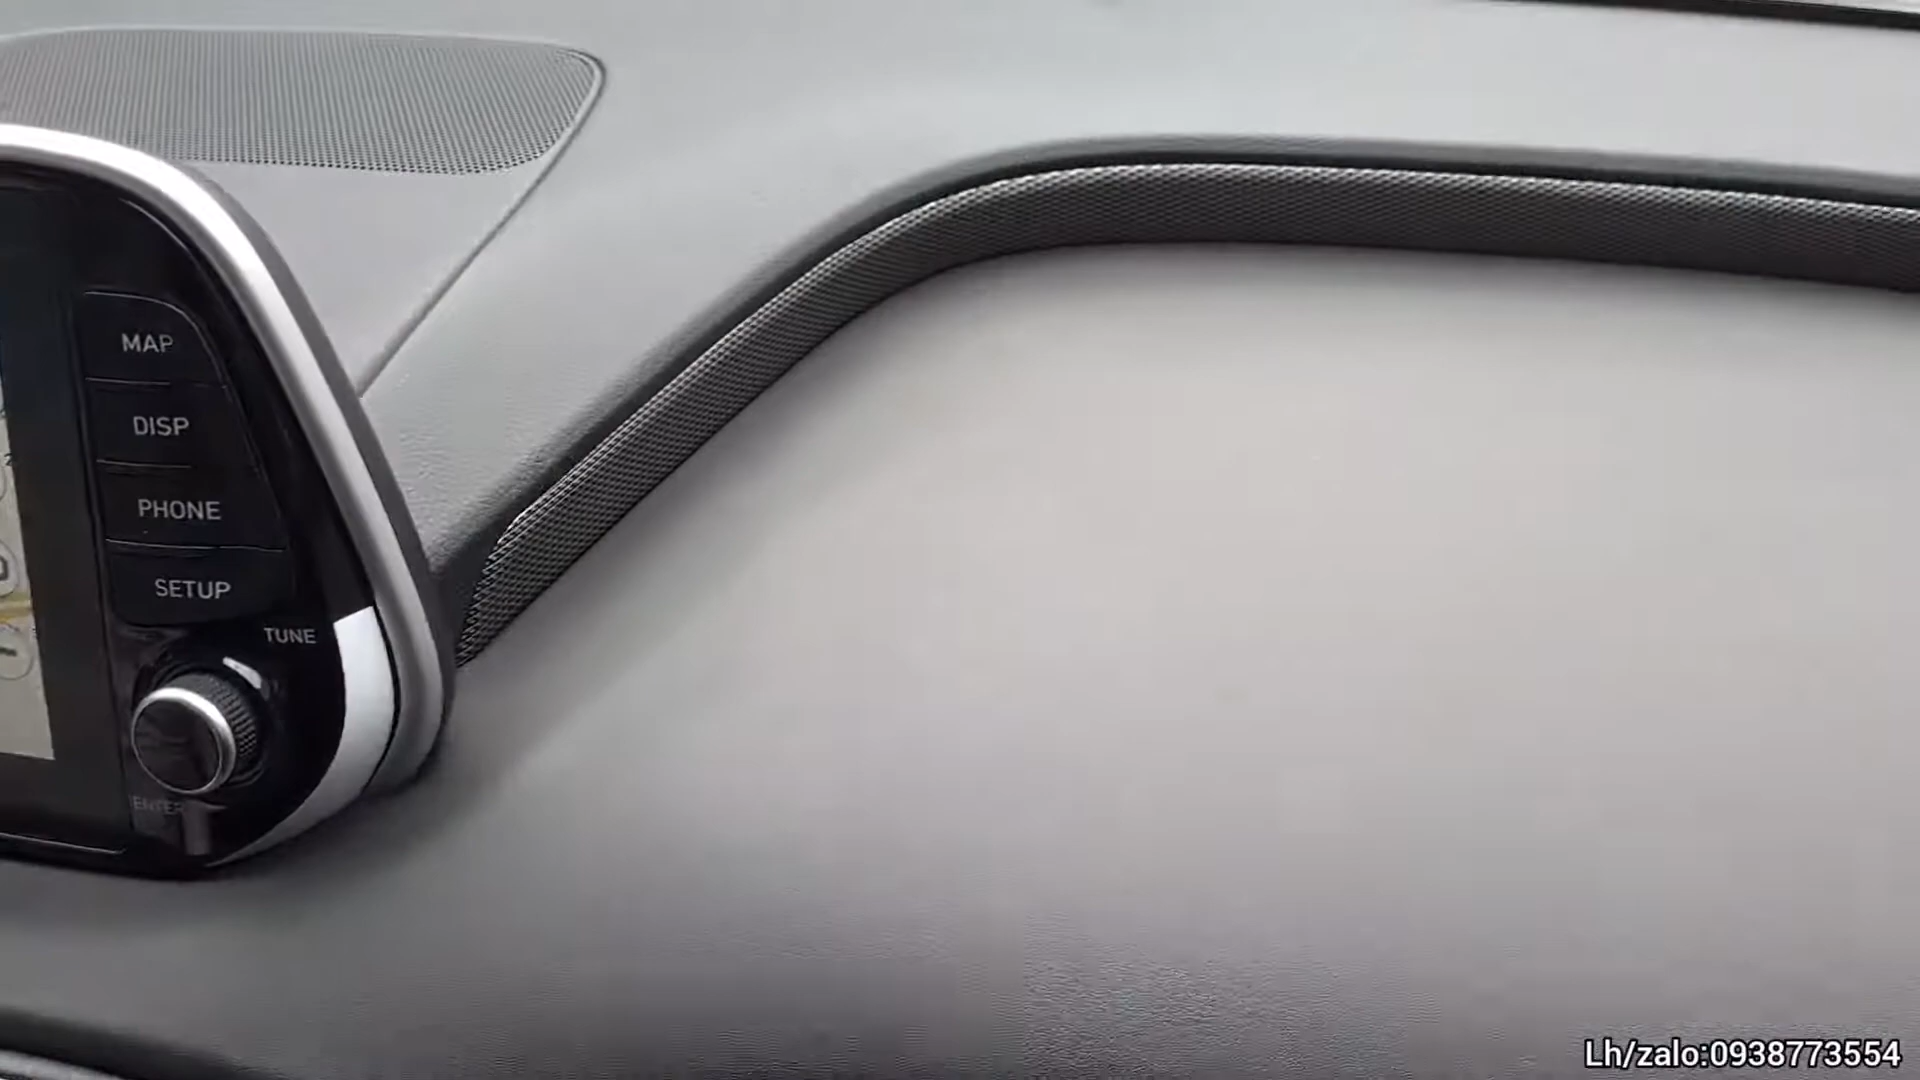 MAP
DISP
PHONE
SETUP
TUNE
ENTER
Lh/zalo:0938773554